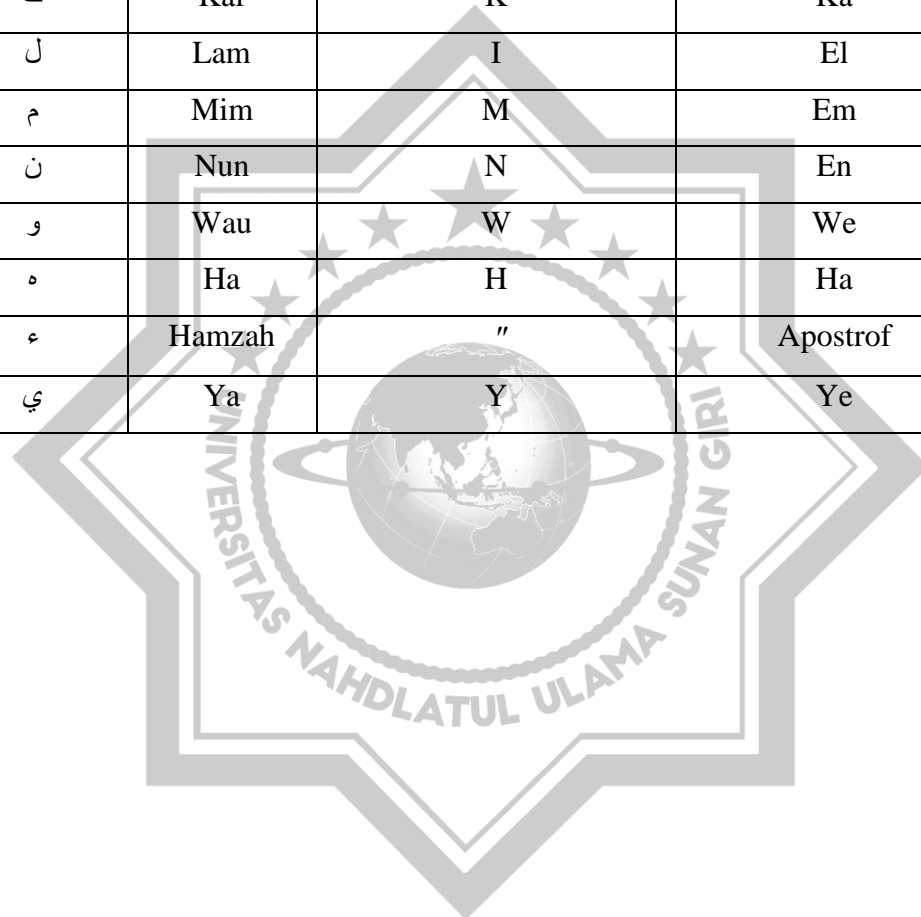 ل Lam I El
م Mim M Em
ن Nun N En
و Wau W We
ه Ha H Ha
ء Hamzah " Apostrof
ي Ya Y Ye
UNIVERSITAS NAHDLATUL ULAMA SUNAN GIRI